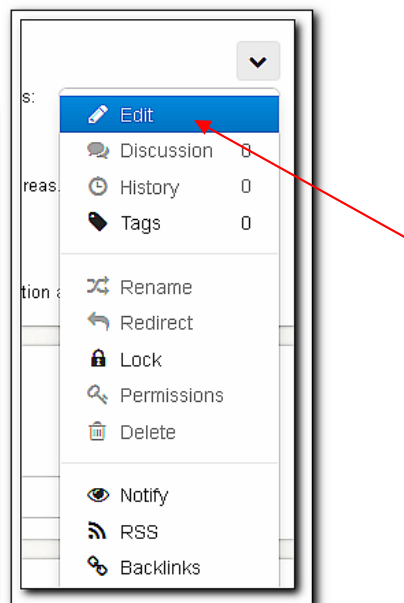 s:
Edit
Discussion 0
reas.
History 0
Tags 0
tion a
Rename
Redirect
Lock
Permissions
Delete
Notify
RSS
Backlinks